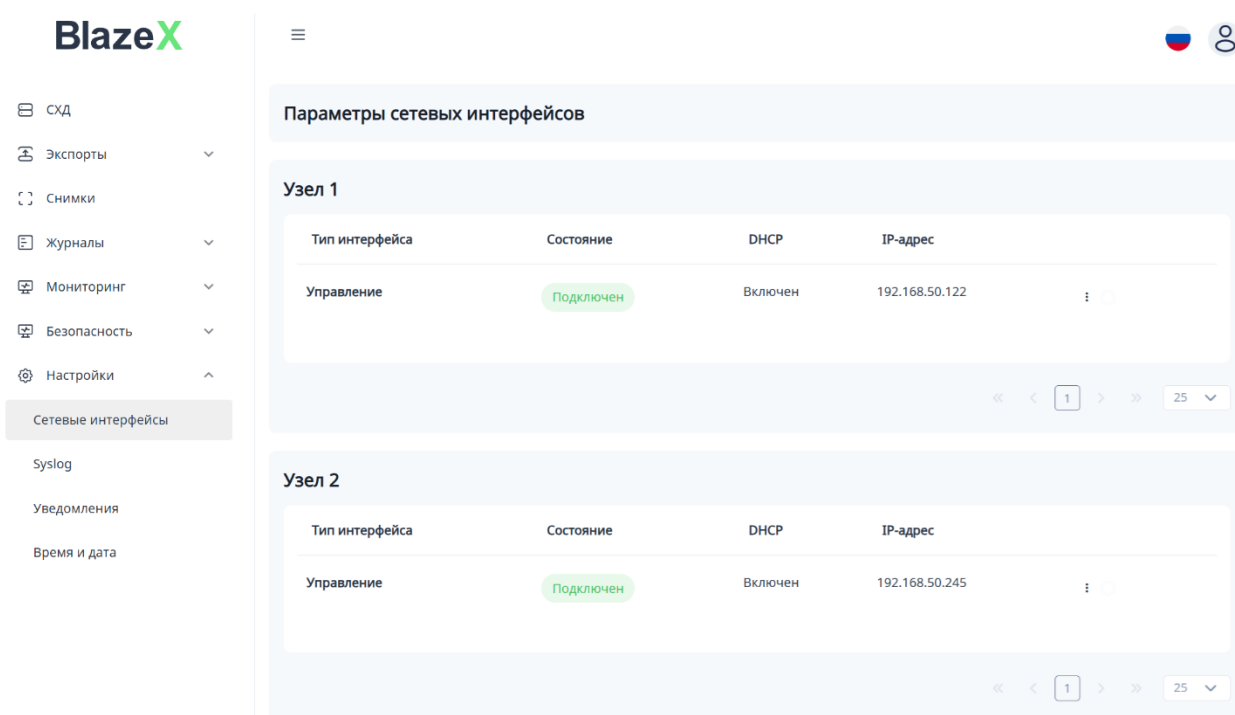 BlazeX
СХД
Экспорты
Снимки
Журналы
Мониторинг
Безопасность
Настройки
Сетевые интерфейсы
Syslog
Уведомления
Время и дата
Параметры сетевых интерфейсов
Узел 1
Тип интерфейса Состояние DHCP IP-адрес
Управление Подключен Включен 192.168.50.122
1 25
Узел 2
Тип интерфейса Состояние DHCP IP-адрес
Управление Подключен Включен 192.168.50.245
1 25